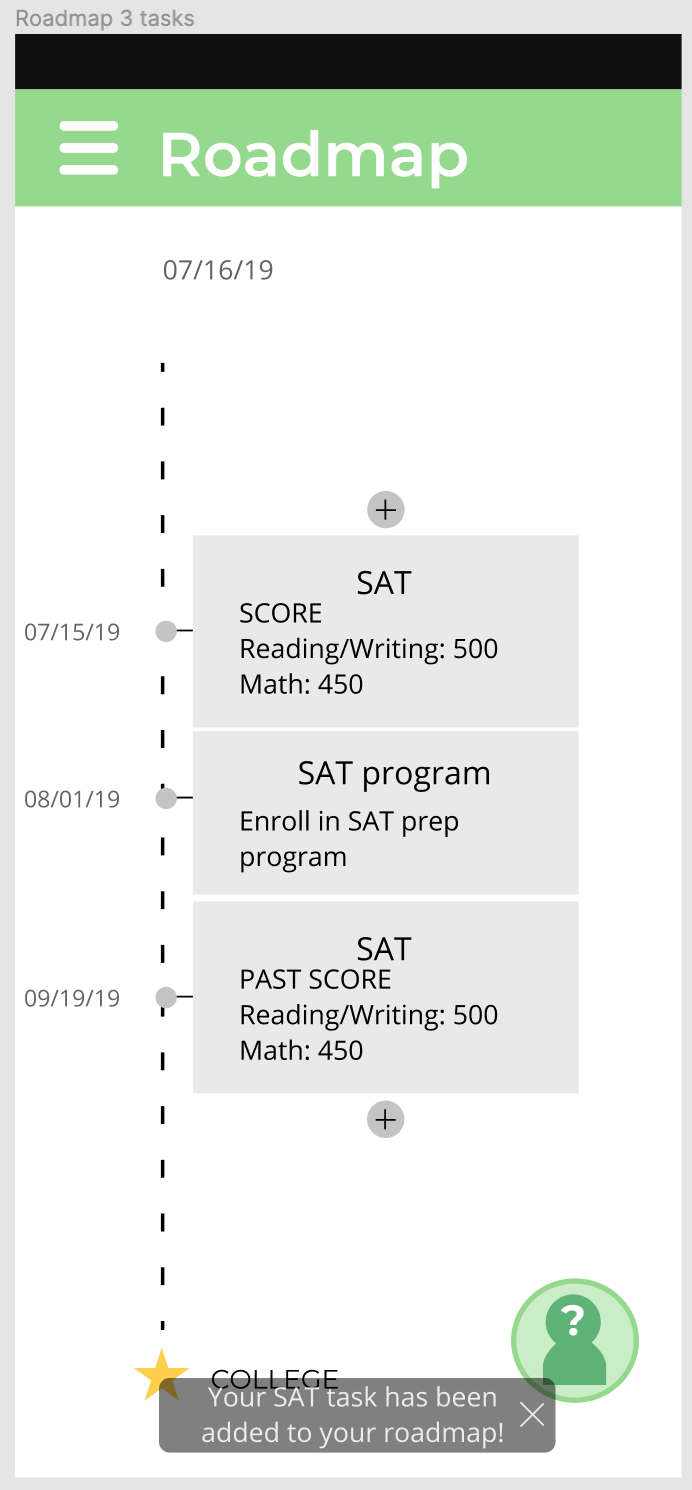 Roadmap 3 tasks
Roadmap
07/16/19
+
SAT
SCORE
07/15/19
Reading/Writing: 500
Math: 450
SAT program
08/01/19
Enroll in SAT prep
program
SAT
PAST SCORE
09/19/19
Reading/Writing: 500
Math: 450
+
?
COLLEGE
Your SAT task has been
added to your roadmap!